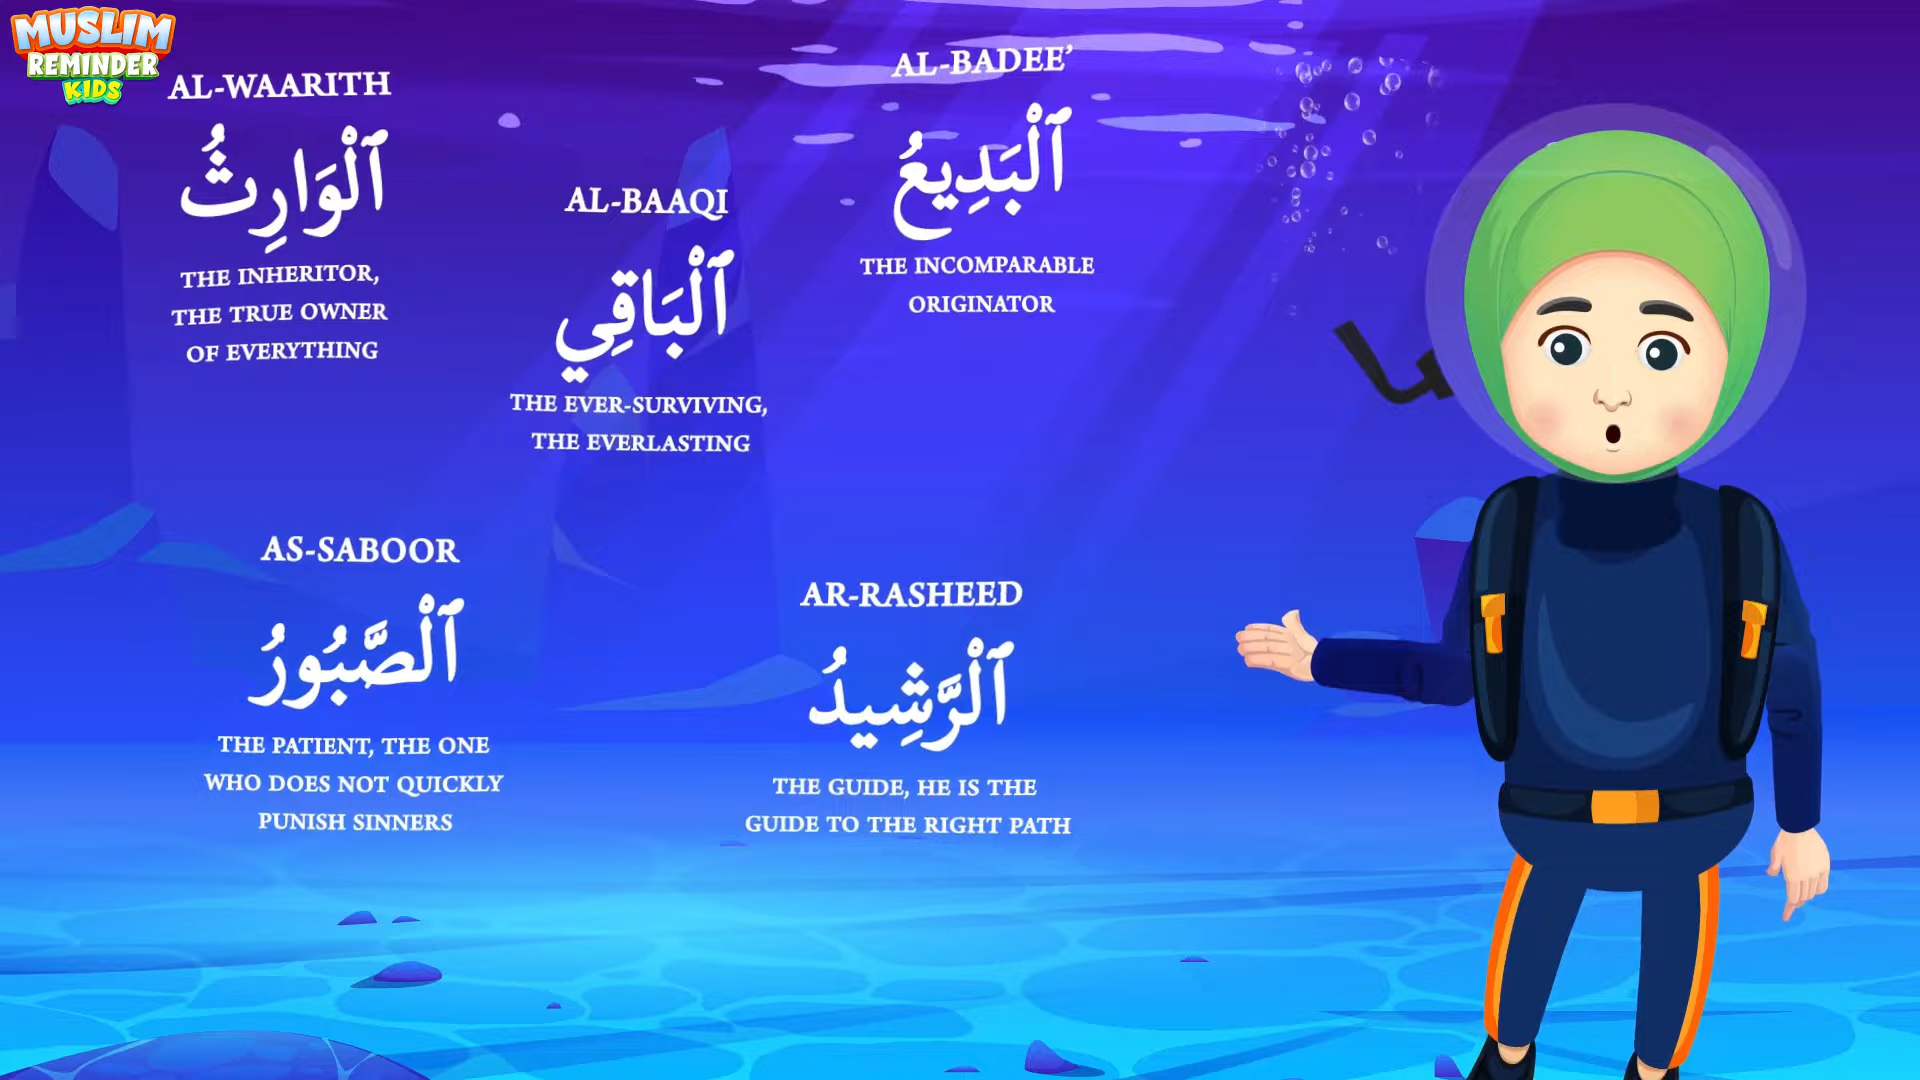 MUSLIM
REMINDER
KIDS
AL-WAARITH
ٱلْوَارِثُ
THE INHERITOR,
THE TRUE OWNER
OF EVERYTHING
AL-BAAQI
ٱلْبَاقِي
THE EVER-SURVIVING,
THE EVERLASTING
AL-BADEE’
ٱلْبَدِيعُ
THE INCOMPARABLE
ORIGINATOR
AS-SABOOR
ٱلْصَّبُورُ
THE PATIENT, THE ONE
WHO DOES NOT QUICKLY
PUNISH SINNERS
AR-RASHEED
ٱلْرَّشِيدُ
THE GUIDE, HE IS THE
GUIDE TO THE RIGHT PATH